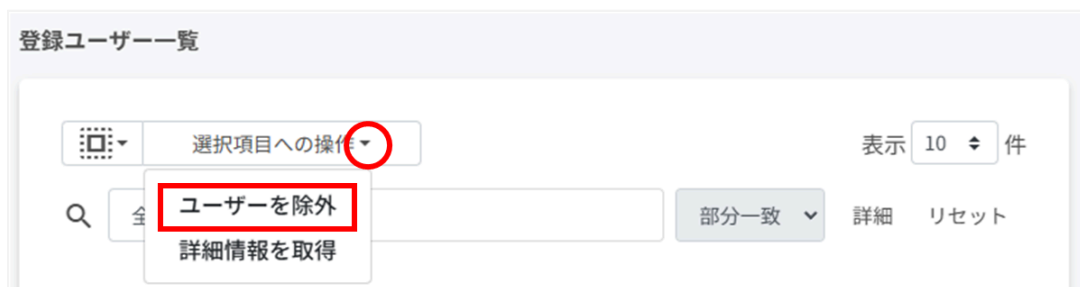 登録ユーザー一覧
選択項目への操作 表示 10 件
ユーザーを除外
全 部分一致 詳細 リセット
詳細情報を取得